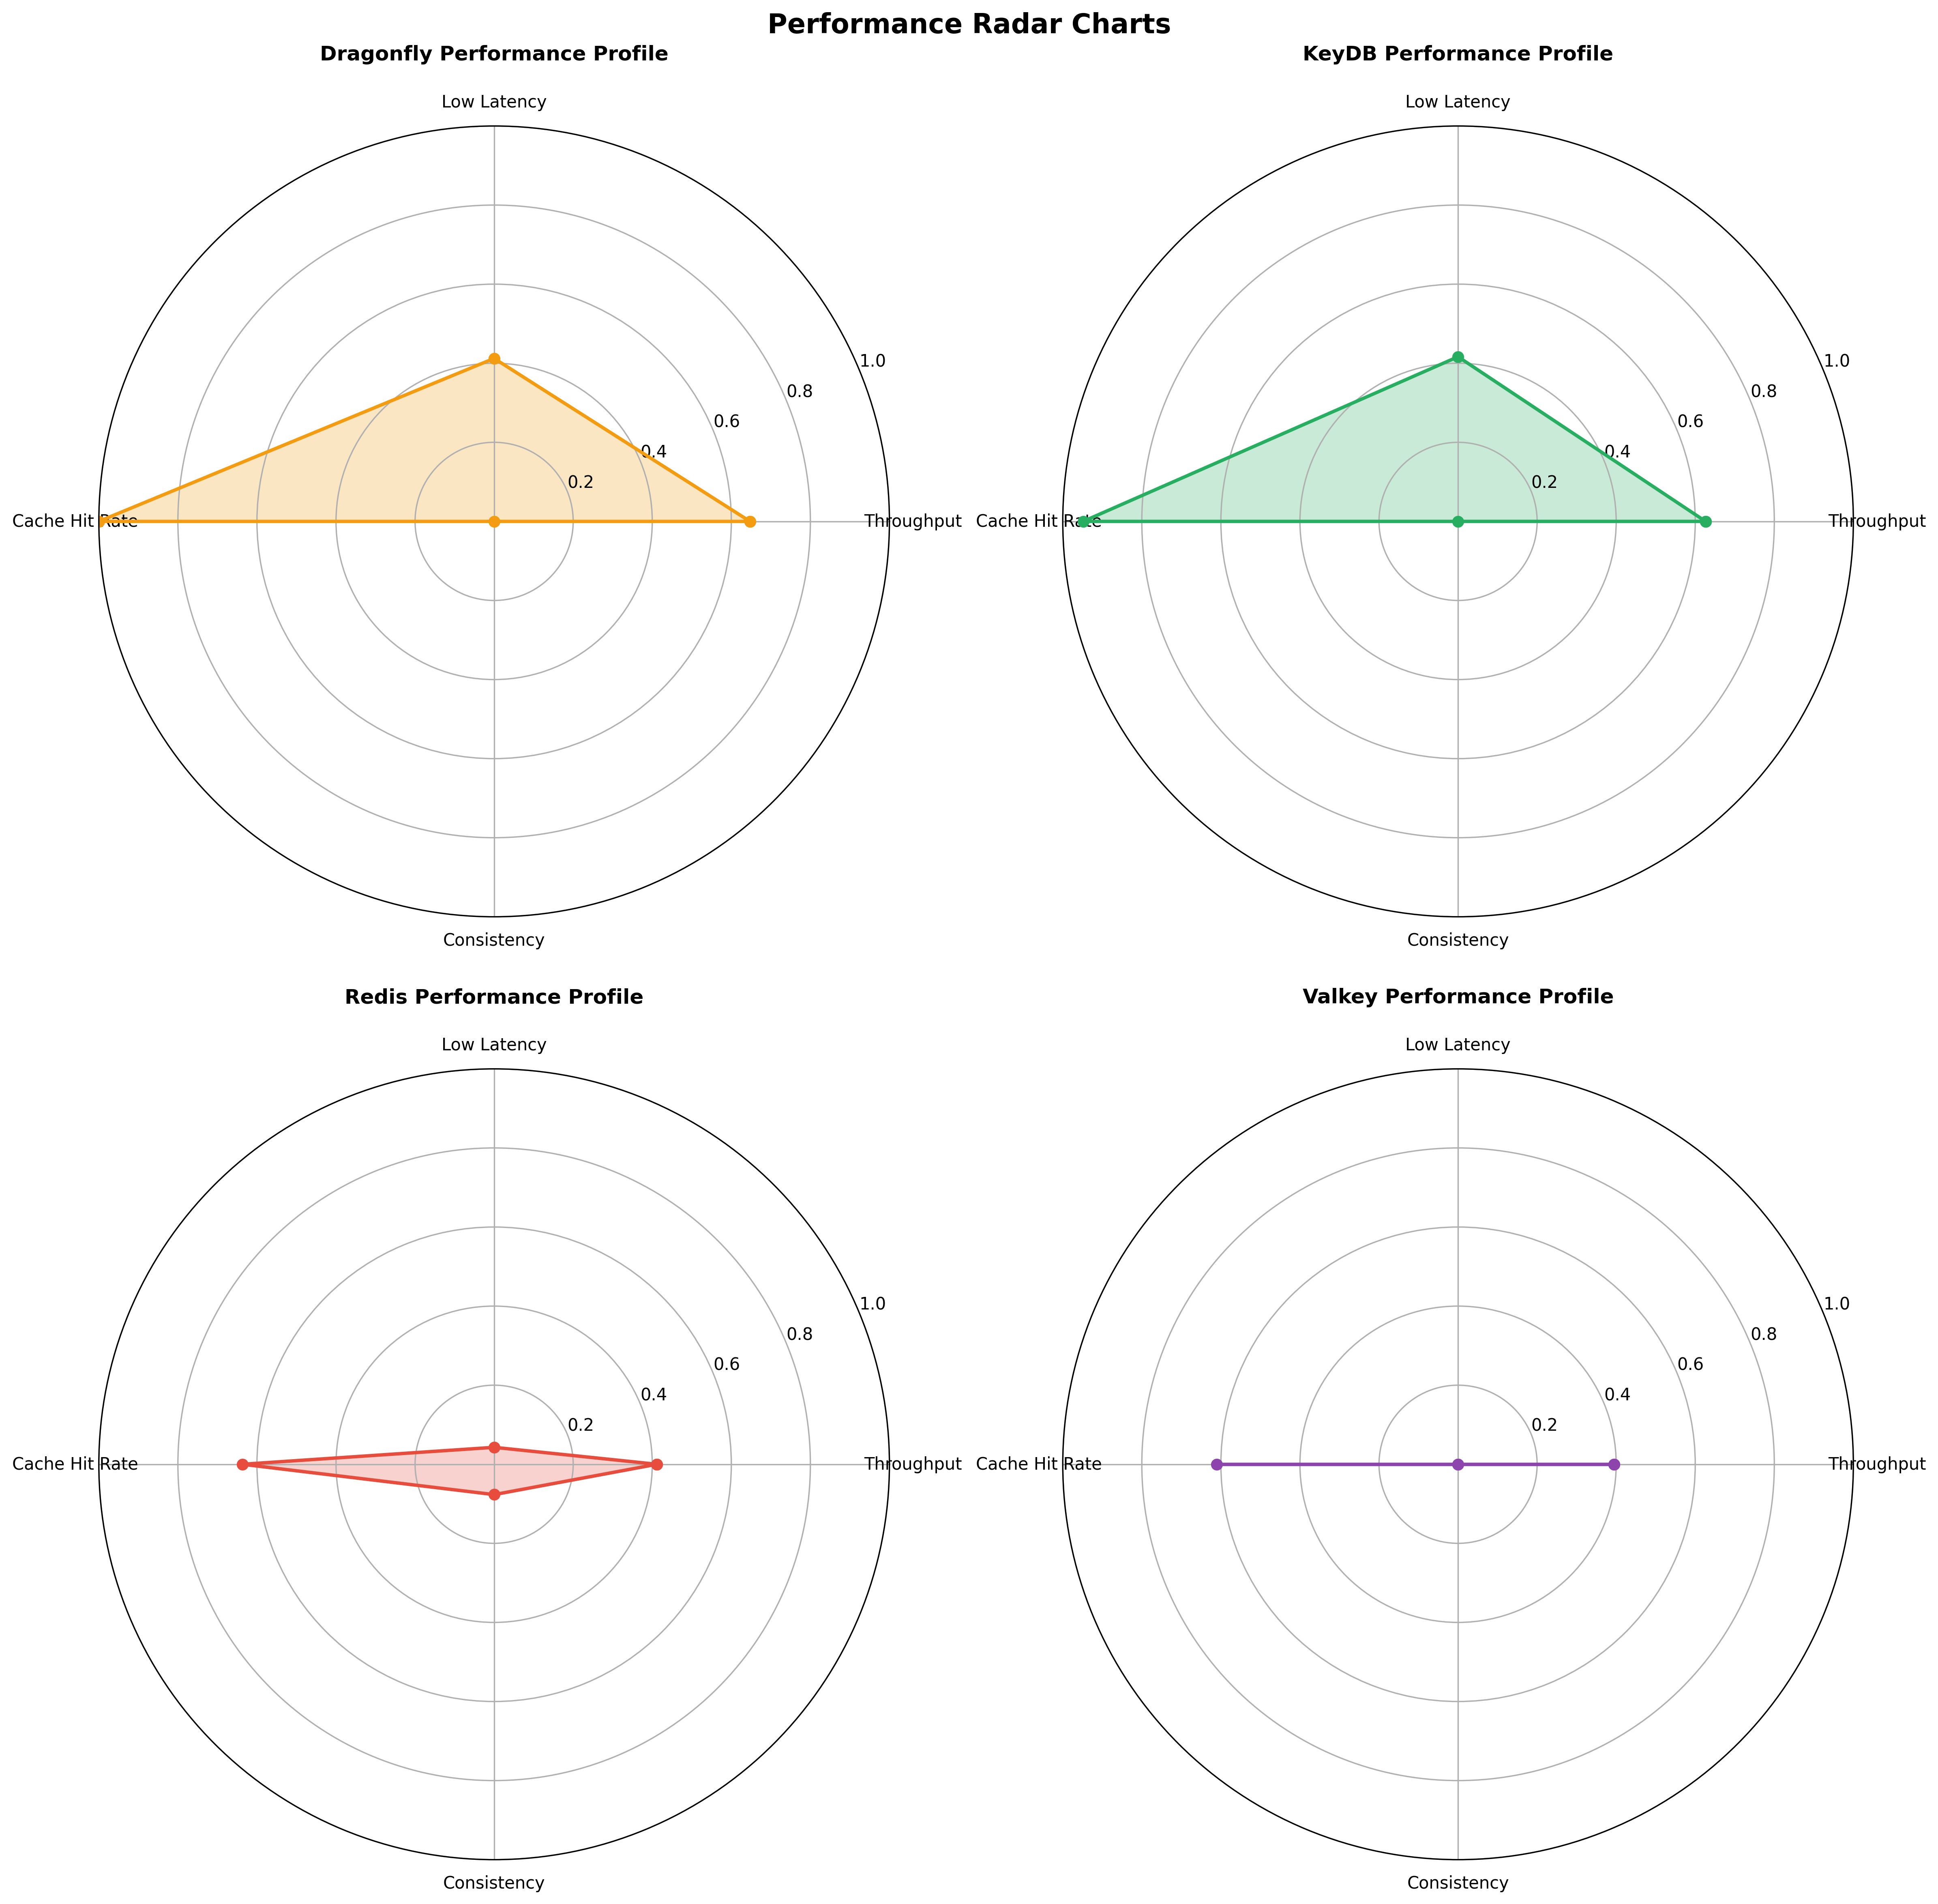 Performance Radar Charts
Dragonfly Performance Profile
Low Latency
1.0
0.8
0.6
0.4
0.2
Cache Hit Rate
Throughput
Consistency
KeyDB Performance Profile
Low Latency
1.0
0.8
0.6
0.4
0.2
Cache Hit Rate
Throughput
Consistency
Redis Performance Profile
Low Latency
1.0
0.8
0.6
0.4
0.2
Cache Hit Rate
Throughput
Consistency
Valkey Performance Profile
Low Latency
1.0
0.8
0.6
0.4
0.2
Cache Hit Rate
Throughput
Consistency